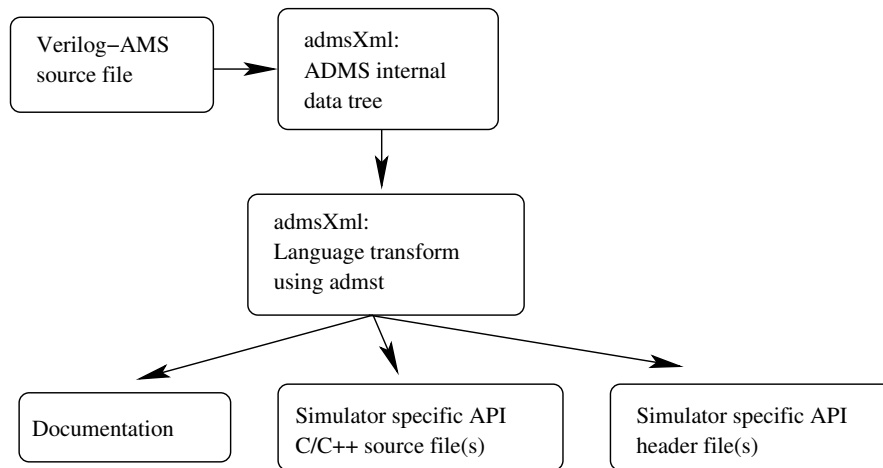 Verilog−AMS
source file
admsXml:
ADMS internal
data tree
admsXml:
Language transform
using admst
Documentation
Simulator specific API
C/C++ source file(s)
Simulator specific API
header file(s)